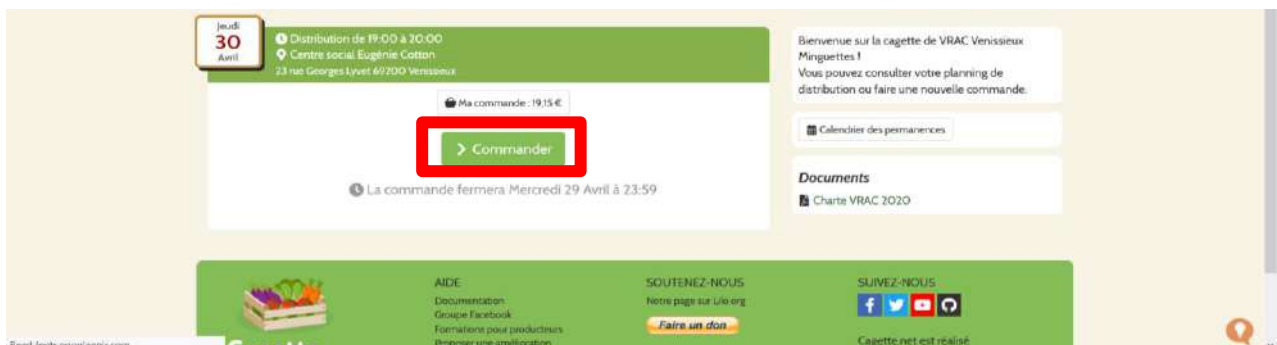 Jeudi
30
Avril
Distribution de 19:00 à 20:00
Centre social Eugénie Cotton
23 rue Georges Lyvet 69200 Venissieux
Ma commande : 19,15 €
Commander
La commande fermera Mercredi 29 Avril à 23:59
Bienvenue sur la cagette de VRAC Venissieux
Minguettes !
Vous pouvez consulter votre planning de
distribution ou faire une nouvelle commande.
Calendrier des permanences
Documents
Charte VRAC 2020
AIDE
Documentation
Groupe Facebook
Formations pour producteurs
Proposer une amélioration
SOUTENEZ-NOUS
Notre page sur Lilo.org
Faire un don
SUIVEZ-NOUS
Cagette.net est réalisé